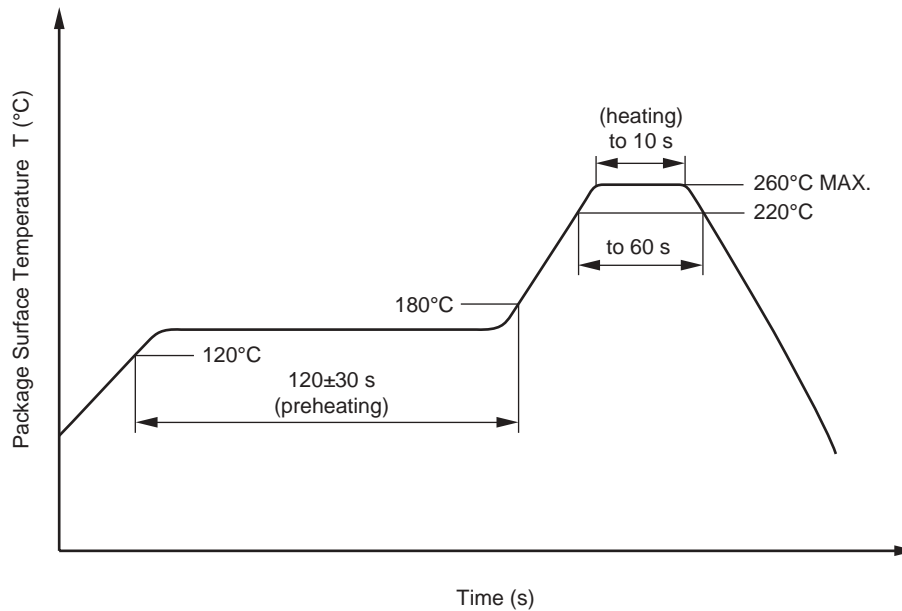 Package Surface Temperature T (°C)
(heating)
to 10 s
260°C MAX.
220°C
to 60 s
180°C
120°C
120±30 s
(preheating)
Time (s)